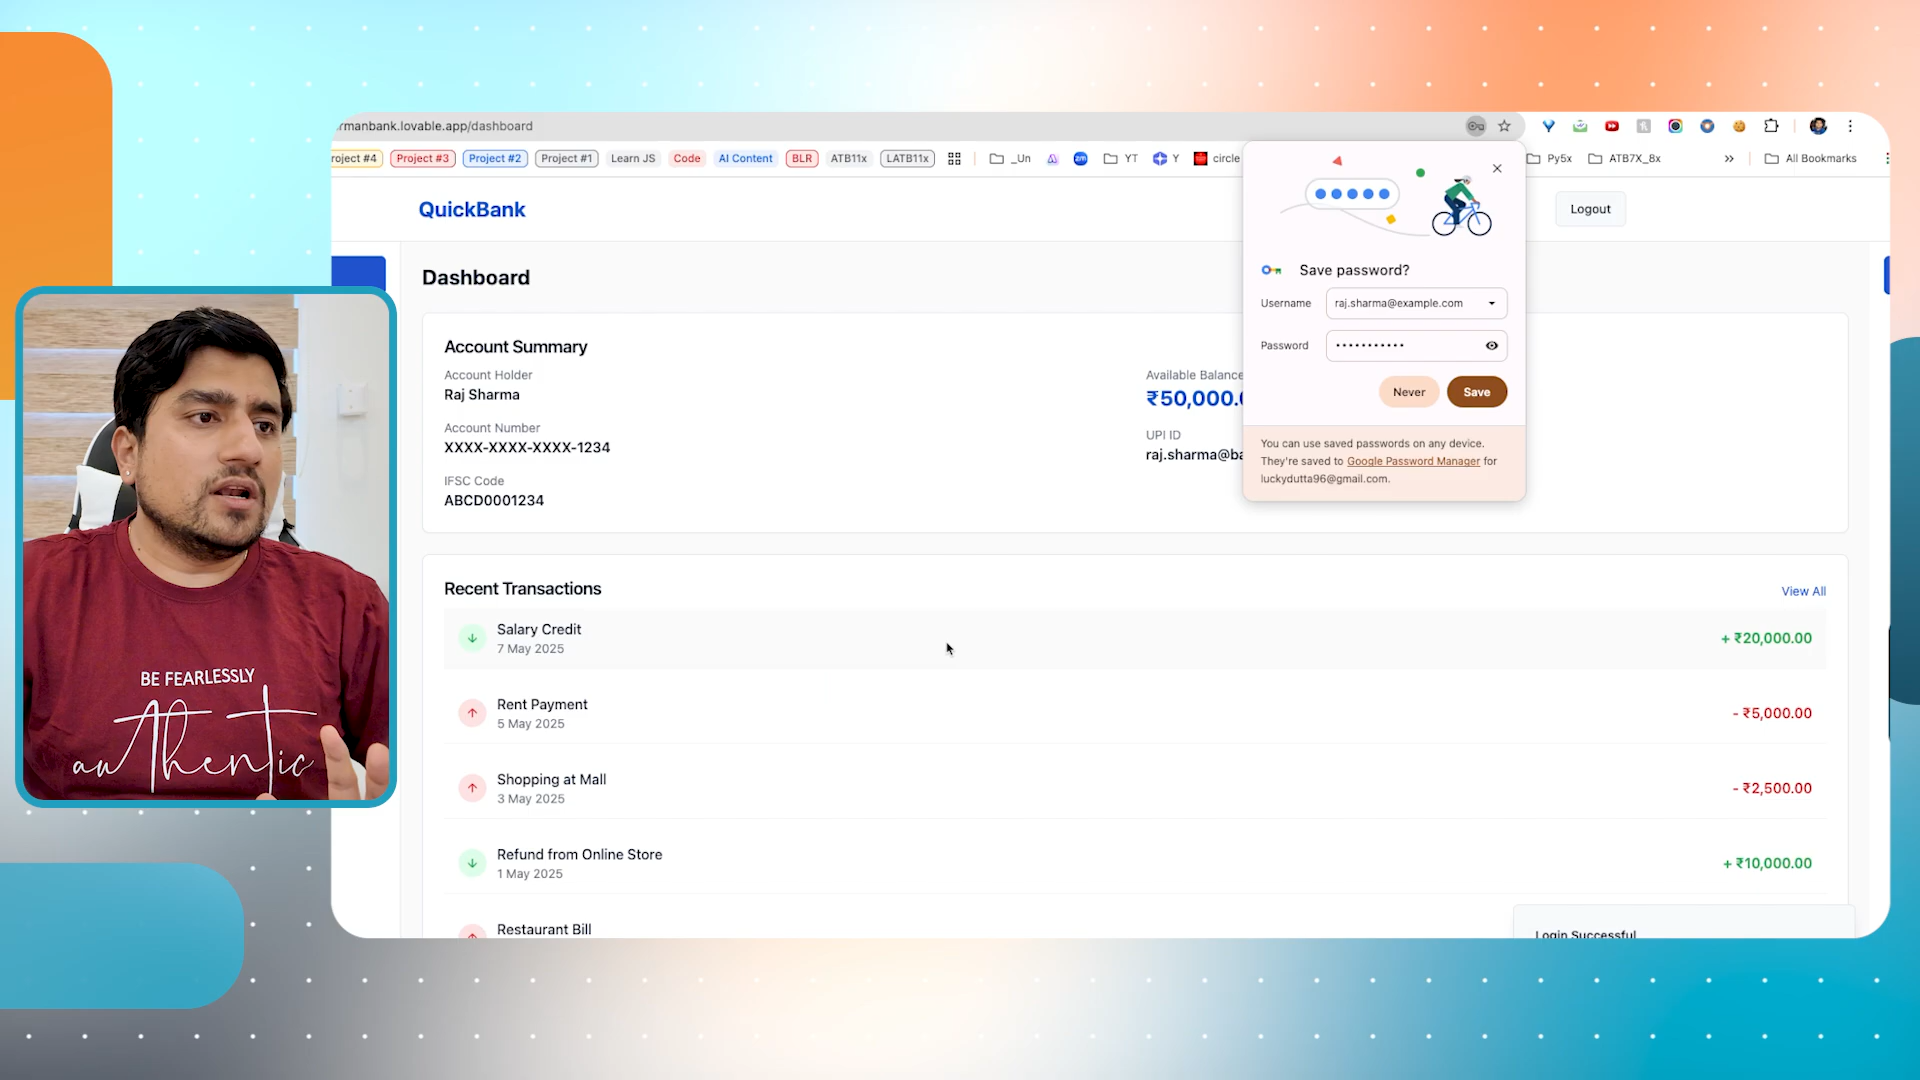 rmanbank.lovable.app/dashboard
roject #4 Project #3 Project #2 Project #1 Learn JS Code AI Content BLR ATB11x LATB11x _Un zm YT Y circle Py5x ATB7X_8x » All Bookmarks
QuickBank
Logout
Dashboard
Account Summary
Account Holder
Raj Sharma
Account Number
XXXX-XXXX-XXXX-1234
IFSC Code
ABCD0001234
Available Balance
₹50,000.
UPI ID
raj.sharma@ba
Save password?
Username raj.sharma@example.com
Password •••••••••••
Never Save
You can use saved passwords on any device.
They're saved to Google Password Manager for
luckydutta96@gmail.com.
Recent Transactions
View All
Salary Credit
7 May 2025
+ ₹20,000.00
Rent Payment
5 May 2025
- ₹5,000.00
Shopping at Mall
3 May 2025
- ₹2,500.00
Refund from Online Store
1 May 2025
+ ₹10,000.00
Restaurant Bill
Login Successful
BE FEARLESSLY
authentic